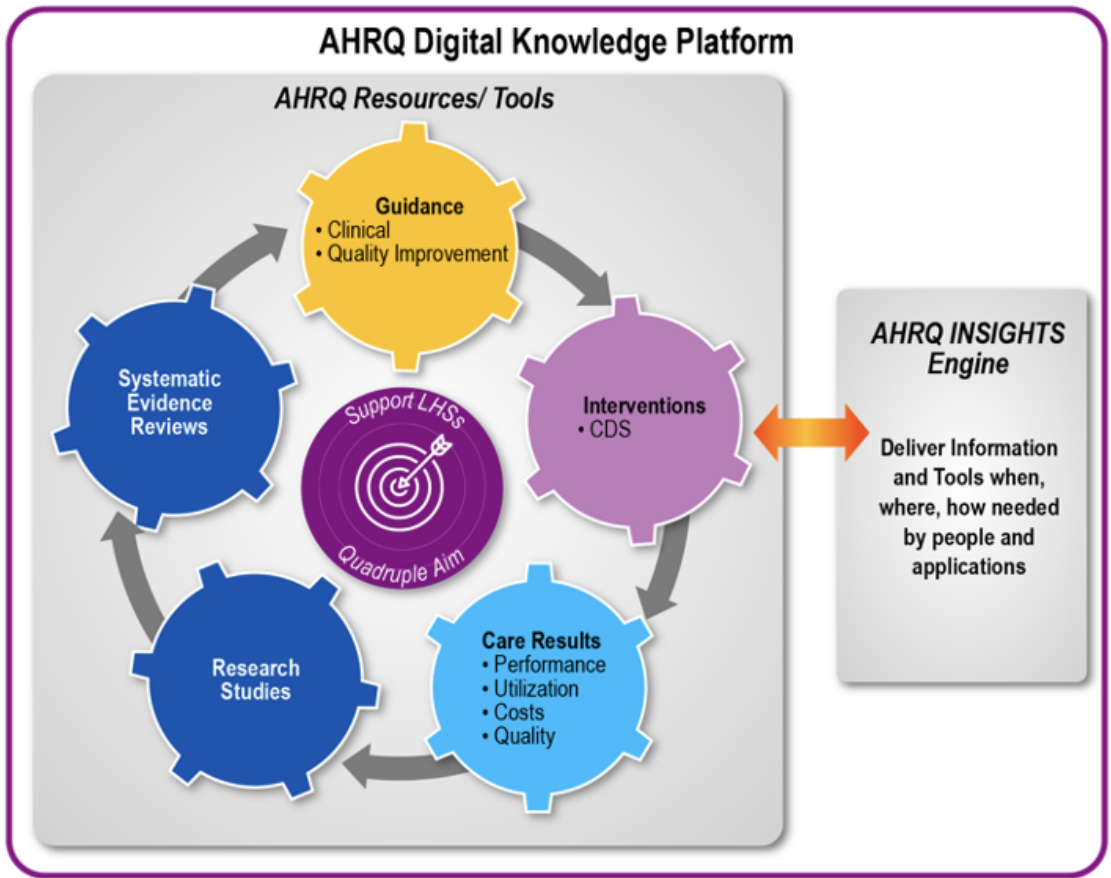 AHRQ Digital Knowledge Platform
AHRQ Resources/ Tools
Guidance
• Clinical
• Quality Improvement
Systematic
Evidence
Reviews
Support LHSs
Quadruple Aim
Interventions
• CDS
Research
Studies
Care Results
• Performance
• Utilization
• Costs
• Quality
AHRQ INSIGHTS
Engine
Deliver Information
and Tools when,
where, how needed
by people and
applications